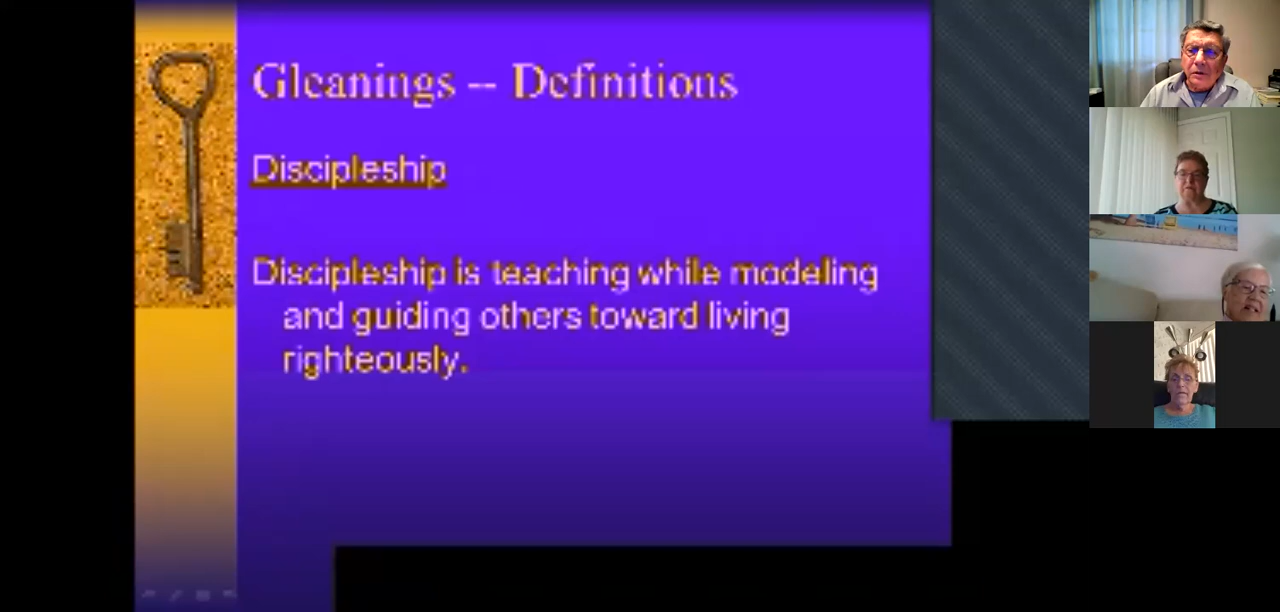 Gleanings -- Definitions
Discipleship
Discipleship is teaching while modeling
and guiding others toward living
righteously.